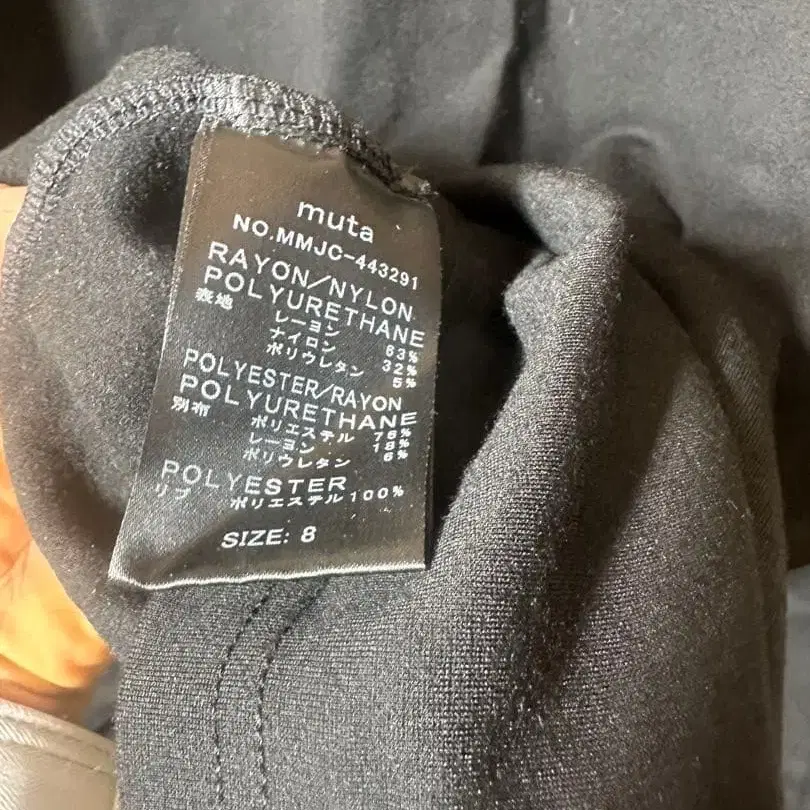 muta
NO.MMJC-443291
RAYON/NYLON
POLYURETHANE
表地 レーヨン 63%
ナイロン 32%
ポリウレタン 5%
POLYESTER/RAYON
POLYURETHANE
別布 ポリエステル 76%
レーヨン 18%
ポリウレタン 6%
POLYESTER
リブ ポリエステル100%
SIZE: 8